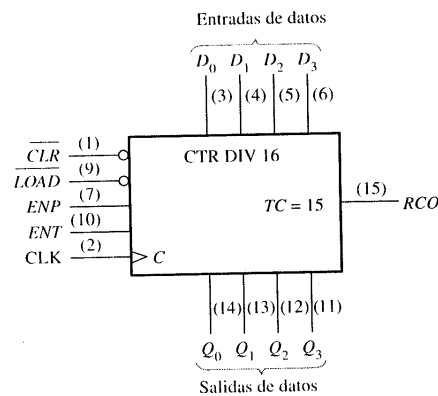 Entradas de datos
D0 D1 D2 D3
(3) (4) (5) (6)
CLR (1)
LOAD (9)
ENP (7)
ENT (10)
CLK (2)
C
CTR DIV 16
TC = 15
(15) RCO
(14) (13) (12) (11)
Q0 Q1 Q2 Q3
Salidas de datos